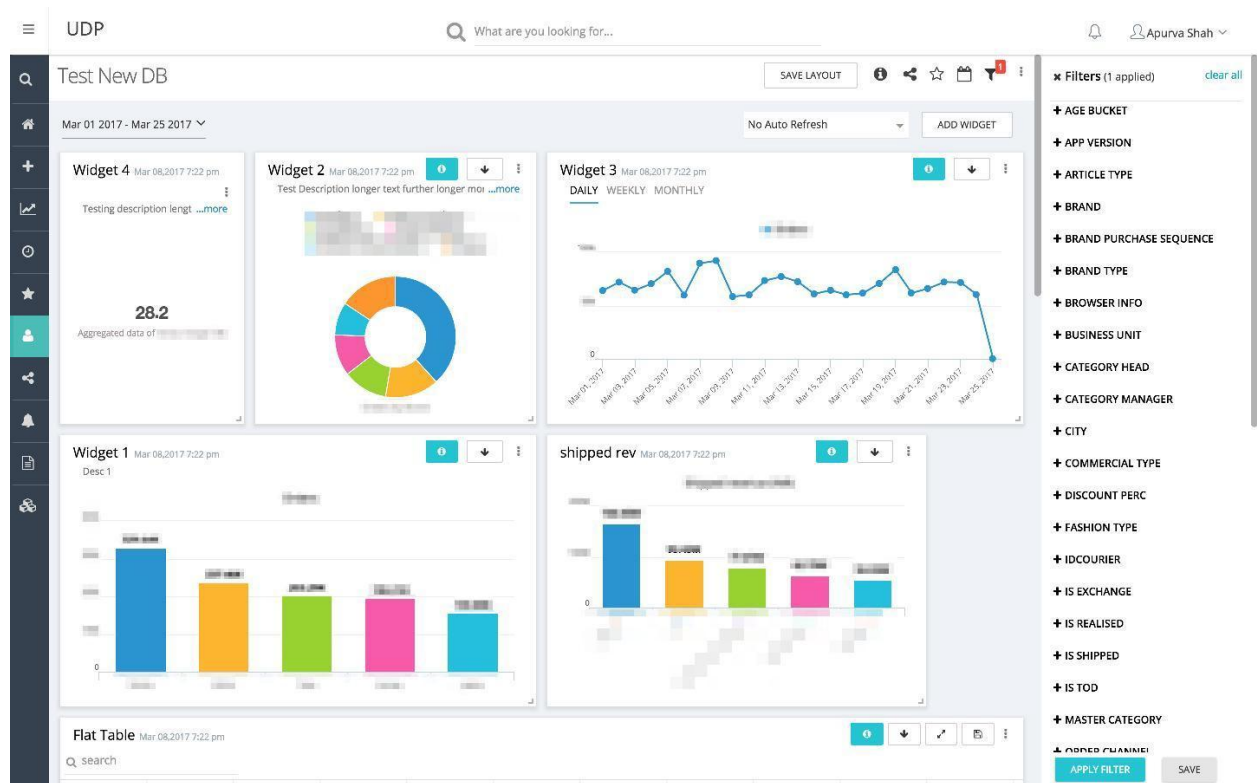 UDP
What are you looking for...
Apurva Shah
Test New DB
SAVE LAYOUT
1
Mar 01 2017 - Mar 25 2017
No Auto Refresh
ADD WIDGET
Widget 4 Mar 08,2017 7:22 pm
Testing description lengt ...more
28.2
Aggregated data of
Widget 2 Mar 08,2017 7:22 pm
Test Description longer text further longer mor ...more
Widget 3 Mar 08,2017 7:22 pm
DAILY WEEKLY MONTHLY
0
Mar 01, 2017
Mar 03, 2017
Mar 05, 2017
Mar 07, 2017
Mar 09, 2017
Mar 11, 2017
Mar 13, 2017
Mar 15, 2017
Mar 17, 2017
Mar 19, 2017
Mar 21, 2017
Mar 23, 2017
Mar 25, 2017
Widget 1 Mar 08,2017 7:22 pm
Desc 1
0
shipped rev Mar 08,2017 7:22 pm
0
Flat Table Mar 08,2017 7:22 pm
search
Filters (1 applied)
clear all
AGE BUCKET
APP VERSION
ARTICLE TYPE
BRAND
BRAND PURCHASE SEQUENCE
BRAND TYPE
BROWSER INFO
BUSINESS UNIT
CATEGORY HEAD
CATEGORY MANAGER
CITY
COMMERCIAL TYPE
DISCOUNT PERC
FASHION TYPE
IDCOURIER
IS EXCHANGE
IS REALISED
IS SHIPPED
IS TOD
MASTER CATEGORY
ORDER CHANNEL
APPLY FILTER
SAVE